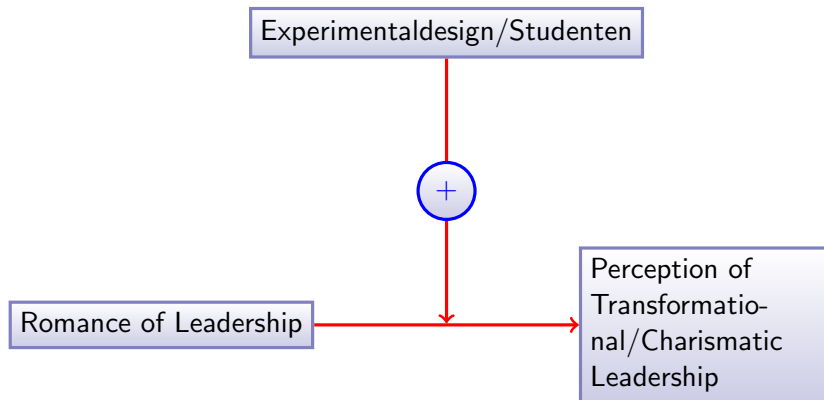 Experimentaldesign/Studenten
+
Romance of Leadership
Perception of
Transformatio-
nal/Charismatic
Leadership